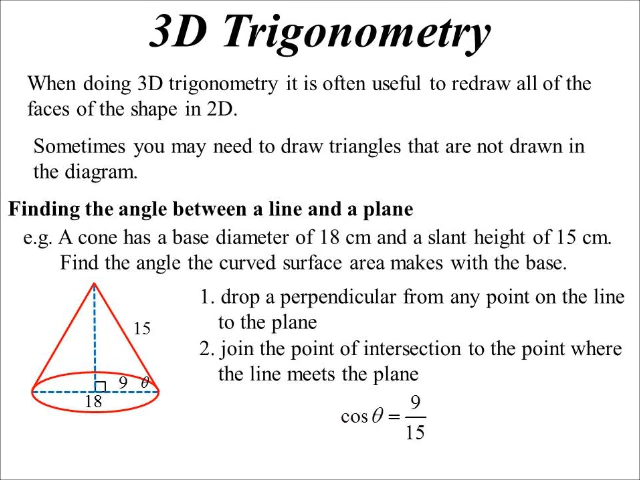 3D Trigonometry
When doing 3D trigonometry it is often useful to redraw all of the
faces of the shape in 2D.
Sometimes you may need to draw triangles that are not drawn in
the diagram.
Finding the angle between a line and a plane
e.g. A cone has a base diameter of 18 cm and a slant height of 15 cm.
Find the angle the curved surface area makes with the base.
1. drop a perpendicular from any point on the line
to the plane
2. join the point of intersection to the point where
the line meets the plane
15
9 θ
18
cos θ = 9/15